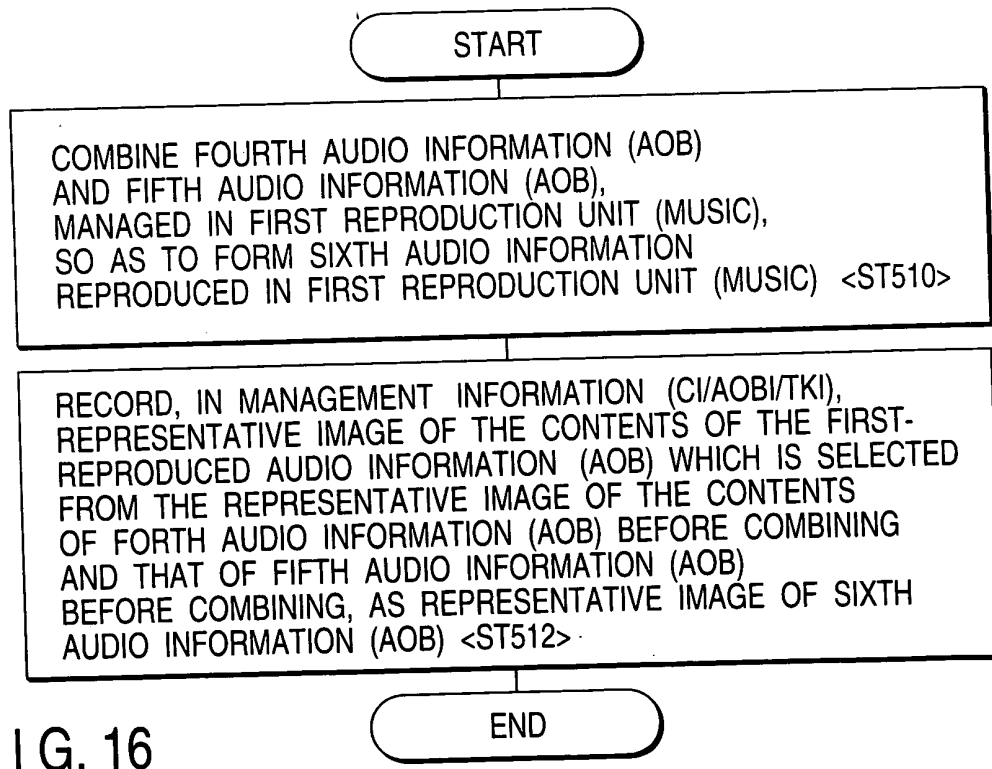 START
COMBINE FOURTH AUDIO INFORMATION (AOB)
AND FIFTH AUDIO INFORMATION (AOB),
MANAGED IN FIRST REPRODUCTION UNIT (MUSIC),
SO AS TO FORM SIXTH AUDIO INFORMATION
REPRODUCED IN FIRST REPRODUCTION UNIT (MUSIC) <ST510>
RECORD, IN MANAGEMENT INFORMATION (CI/AOBI/TKI),
REPRESENTATIVE IMAGE OF THE CONTENTS OF THE FIRST-
REPRODUCED AUDIO INFORMATION (AOB) WHICH IS SELECTED
FROM THE REPRESENTATIVE IMAGE OF THE CONTENTS
OF FORTH AUDIO INFORMATION (AOB) BEFORE COMBINING
AND THAT OF FIFTH AUDIO INFORMATION (AOB)
BEFORE COMBINING, AS REPRESENTATIVE IMAGE OF SIXTH
AUDIO INFORMATION (AOB) <ST512>
END
I G. 16